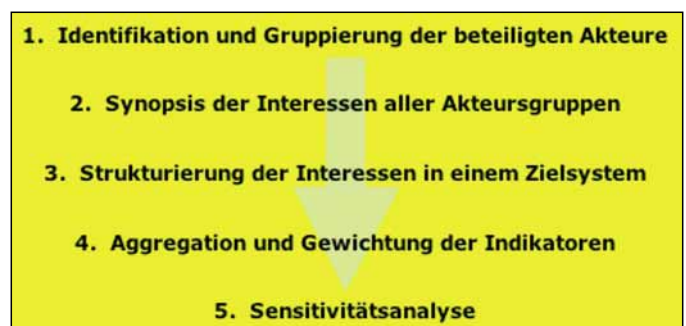 1. Identifikation und Gruppierung der beteiligten Akteure
2. Synopsis der Interessen aller Akteursgruppen
3. Strukturierung der Interessen in einem Zielsystem
4. Aggregation und Gewichtung der Indikatoren
5. Sensitivitätsanalyse